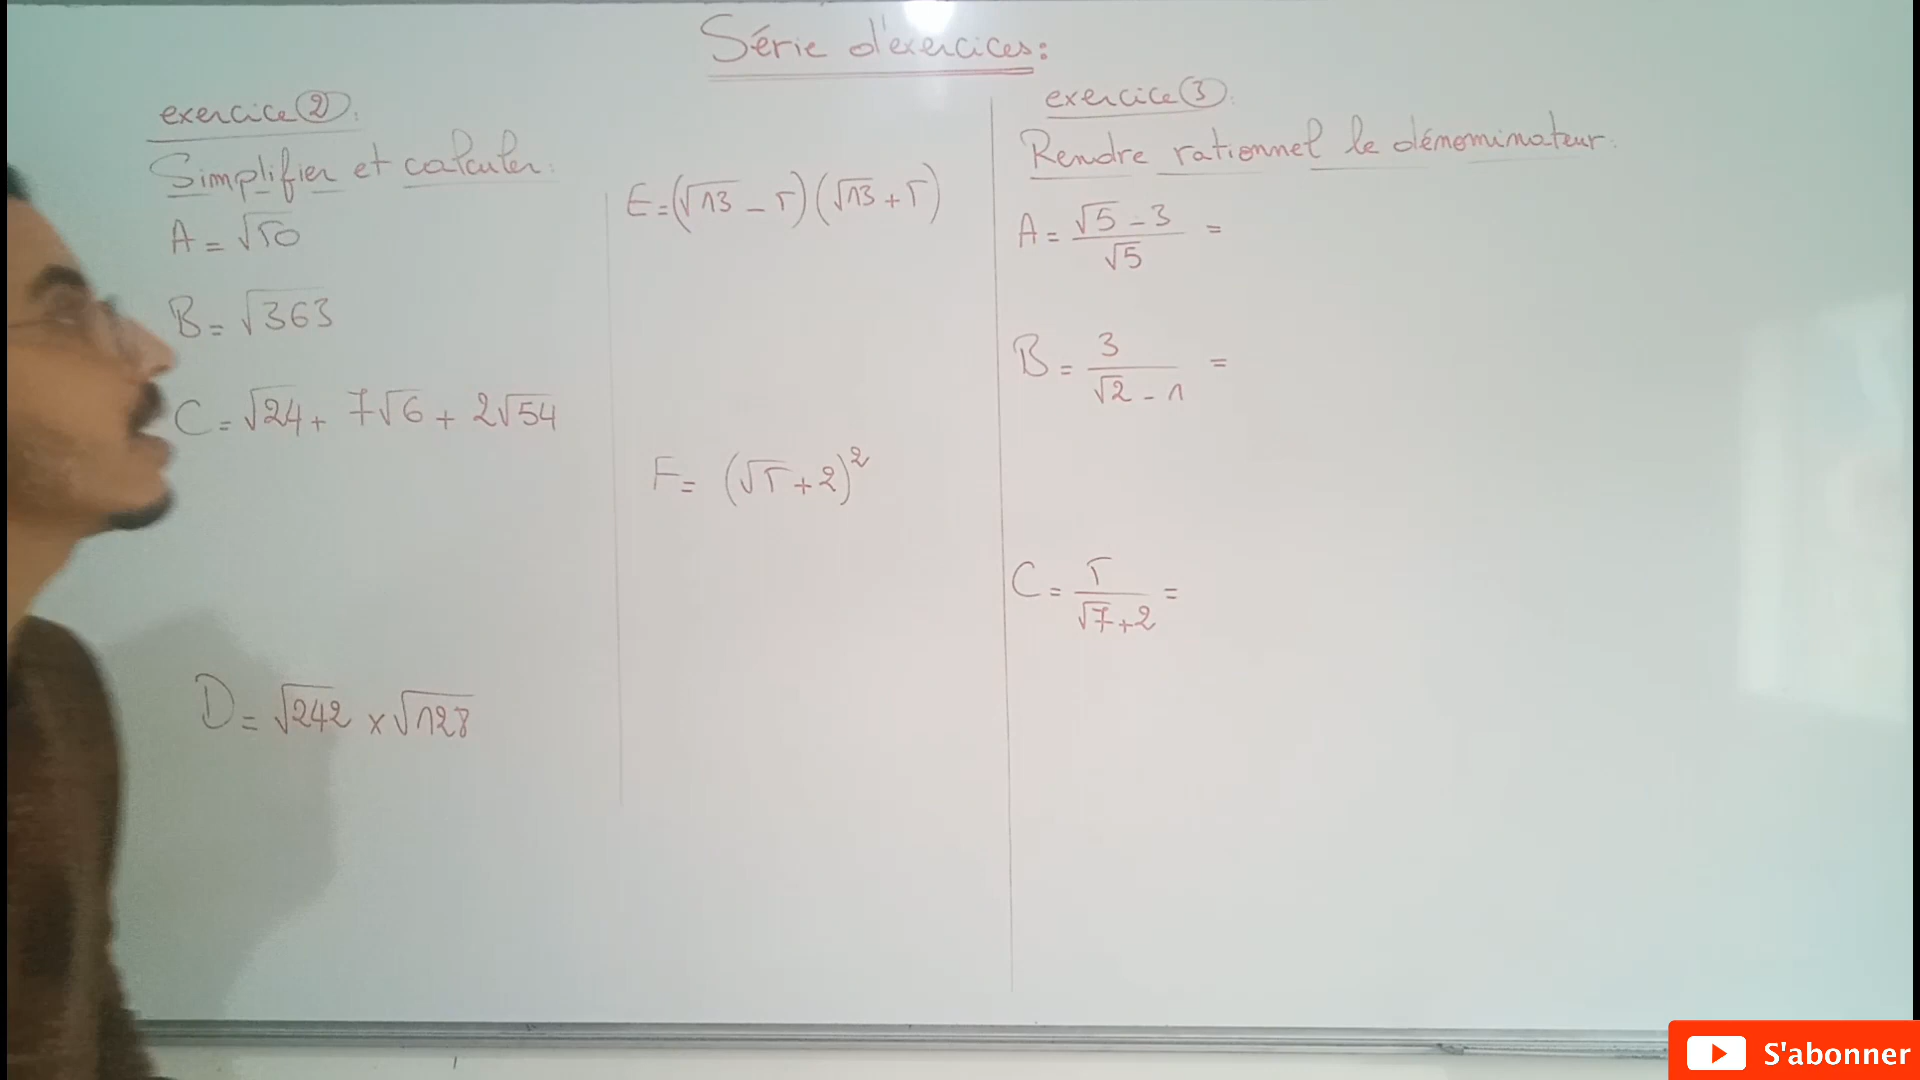 Série d'exercices:
exercice ②:
Simplifier et calculer:
A = √50
B = √363
C = √24 + 7√6 + 2√54
D = √242 × √128
E = (√13 - 5)(√13 + 5)
F = (√5 + 2)²
exercice ③:
Rendre rationnel le dénominateur:
A = (√5 - 3)/√5 =
B = 3/(√2 - 1) =
C = 5/(√7 + 2) =
S'abonner